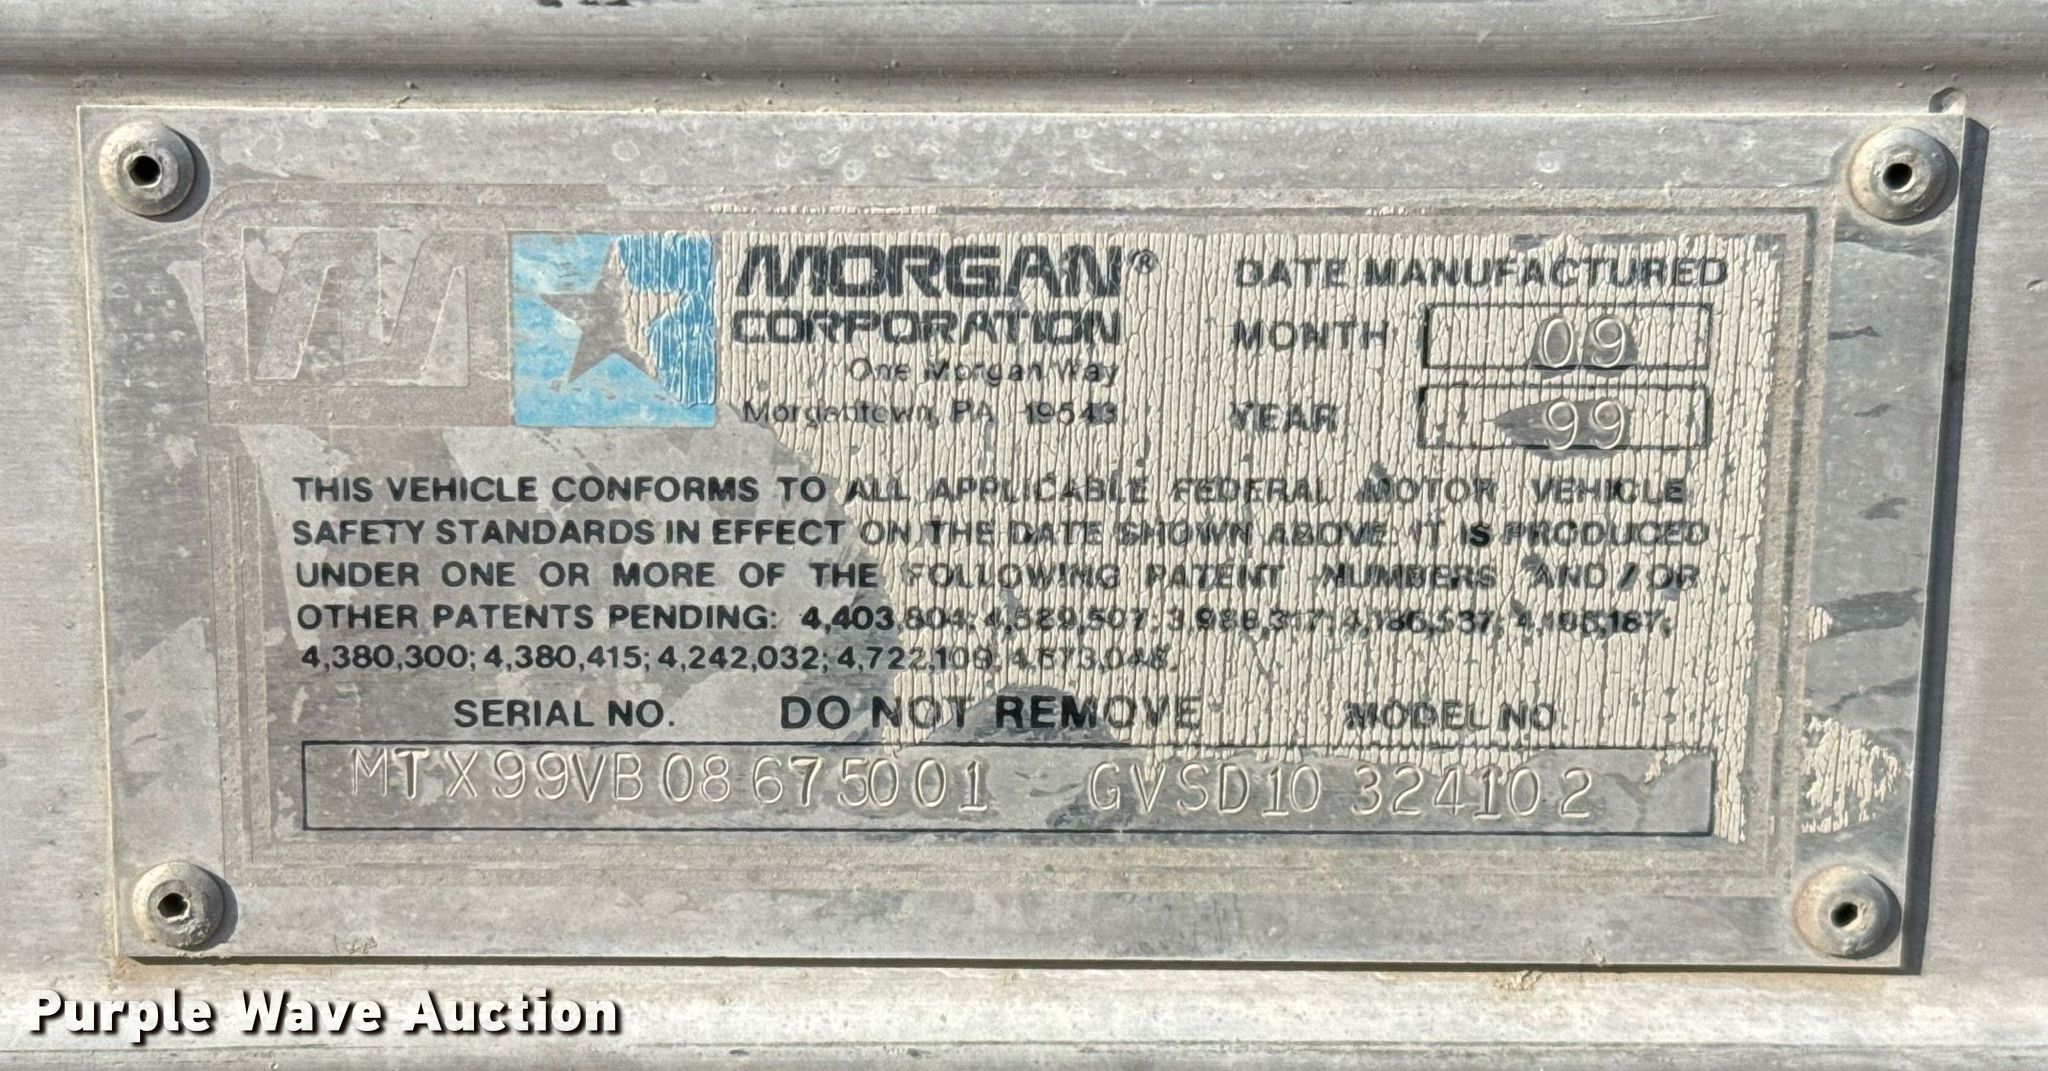 MORGAN®
CORPORATION
One Morgan Way
Morgantown, PA 19543
DATE MANUFACTURED
MONTH 09
YEAR 99
THIS VEHICLE CONFORMS TO ALL APPLICABLE FEDERAL MOTOR VEHICLE
SAFETY STANDARDS IN EFFECT ON THE DATE SHOWN ABOVE. IT IS PRODUCED
UNDER ONE OR MORE OF THE FOLLOWING PATENT NUMBERS AND/OR
OTHER PATENTS PENDING: 4,403,804; 4,589,507; 3,986,317;
4,380,300; 4,380,415; 4,242,032; 4,722,109;
SERIAL NO. DO NOT REMOVE MODEL NO.
MTX99VB08675001 GVSD10324102
Purple Wave Auction